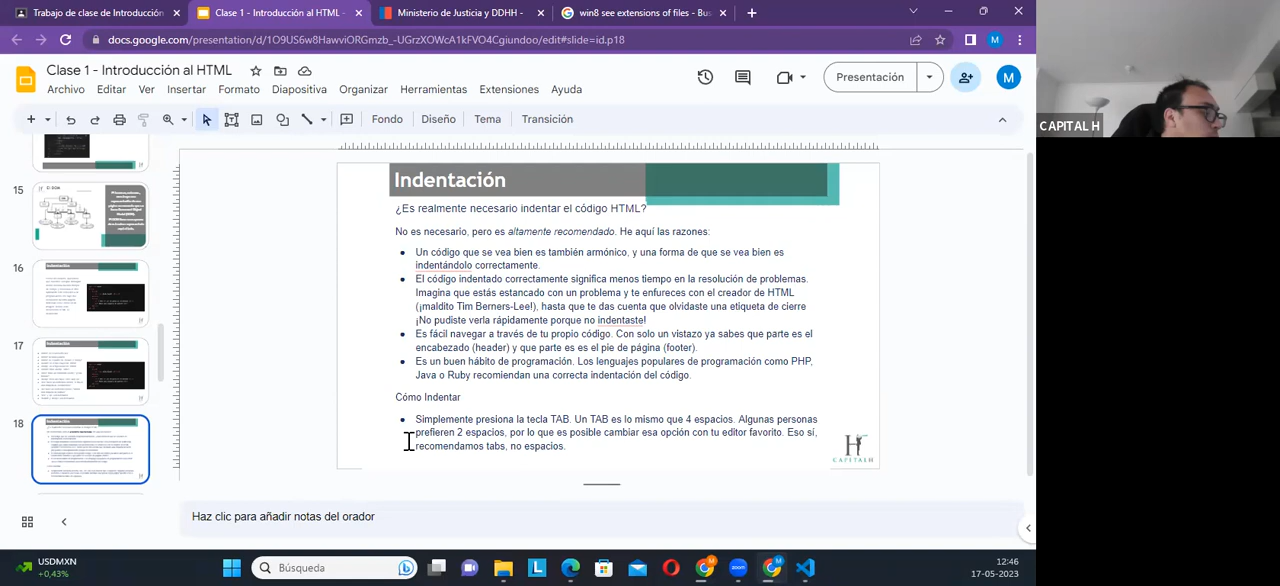 Trabajo de clase de Introducción
Clase 1 - Introducción al HTML -
Ministerio de Justicia y DDHH -
win8 see extensions of files - Bus
docs.google.com/presentation/d/1O9US6w8HawviORGmzb_-UGrzXOWcA1kFVO4Cgiundoo/edit#slide=id.p18
M
Clase 1 - Introducción al HTML
Archivo Editar Ver Insertar Formato Diapositiva Organizar Herramientas Extensiones Ayuda
Presentación
M
Fondo Diseño Tema Transición
CAPITAL H
15
16
Indentación
17
Indentación
18
Indentación
Indentación
¿Es realmente necesario indentar código HTML?
No es necesario, pero es altamente recomendado. He aquí las razones:
● Un código que se vea bien es también armónico, y una forma de que se vea bien es
indentándolo correctamente.
● El código indentado correctamente significa menos tiempo en la resolución de problemas.
Imagina que estás estancado con un problema y te enfureces con el creador de HTML
(¡maldito Tim Berners-Lee!), hasta que te das cuenta que olvidaste una etiqueta de cierre
¡No pudiste verla rápidamente porque no indentaste!
● Es fácil navegar a través de tu propio código. Con solo un vistazo ya sabes que parte es el
encabezado (header) y que parte es es el pie de página (footer).
● Es un buen hábito de programación. Los lenguajes puros de programación como PHP,
Java o Ruby requieren de una correcta indentación del código.
Cómo Indentar
● Simplemente usa la tecla TAB. Un TAB es lo mismo que 4 espacios. Algunas personas
prefieren 2 espacios por lo que es posible cambiar esa opción con tu editor favorito. Eso sí,
recomendamos cuatro espacios.
CAPITAL H
Haz clic para añadir notas del orador
USDMXN
+0,43%
Búsqueda
12:46
17-05-2023